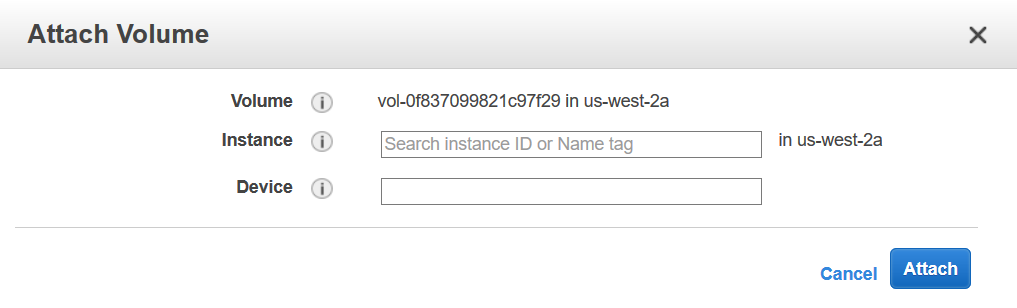 Attach Volume
Volume vol-0f837099821c97f29 in us-west-2a
Instance Search instance ID or Name tag in us-west-2a
Device
Cancel Attach